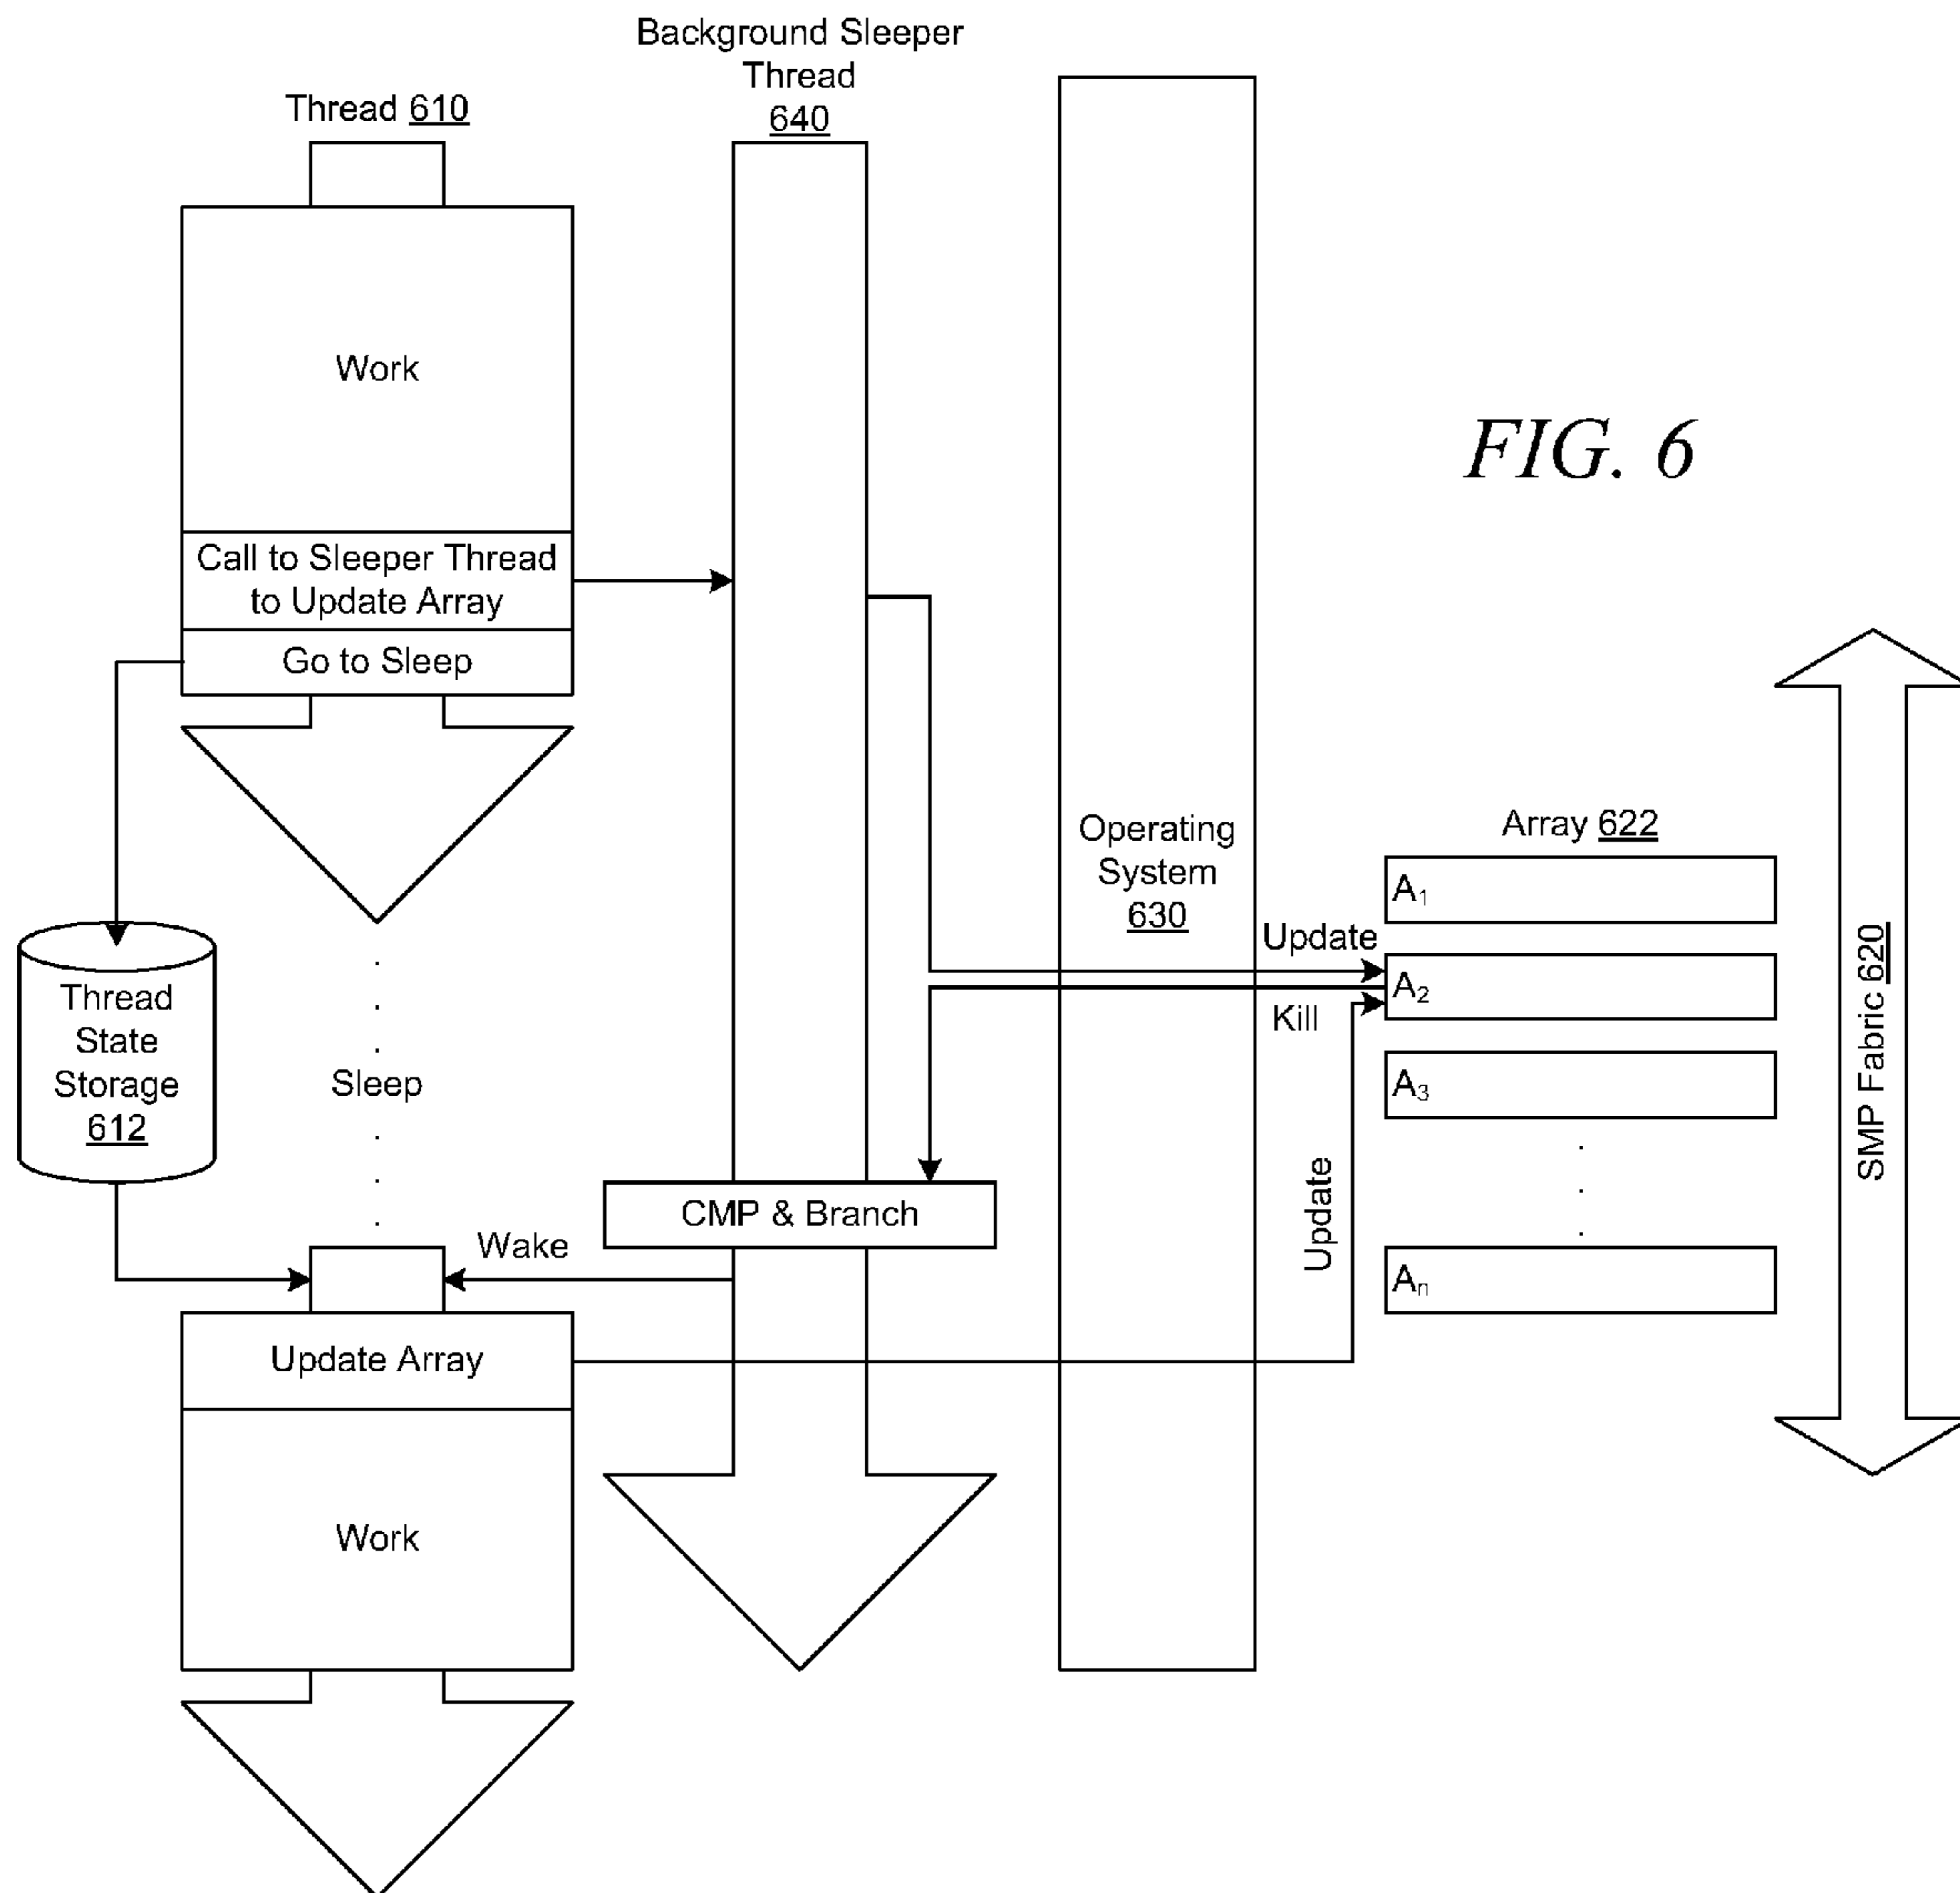 Background Sleeper
Thread
640
Thread 610
Work
FIG. 6
Call to Sleeper Thread
to Update Array
Go to Sleep
Operating
System
630
Array 622
A1
Update
A2
Kill
A3
An
SMP Fabric 620
Thread
State
Storage
612
Sleep
CMP & Branch
Wake
Update
Update Array
Work